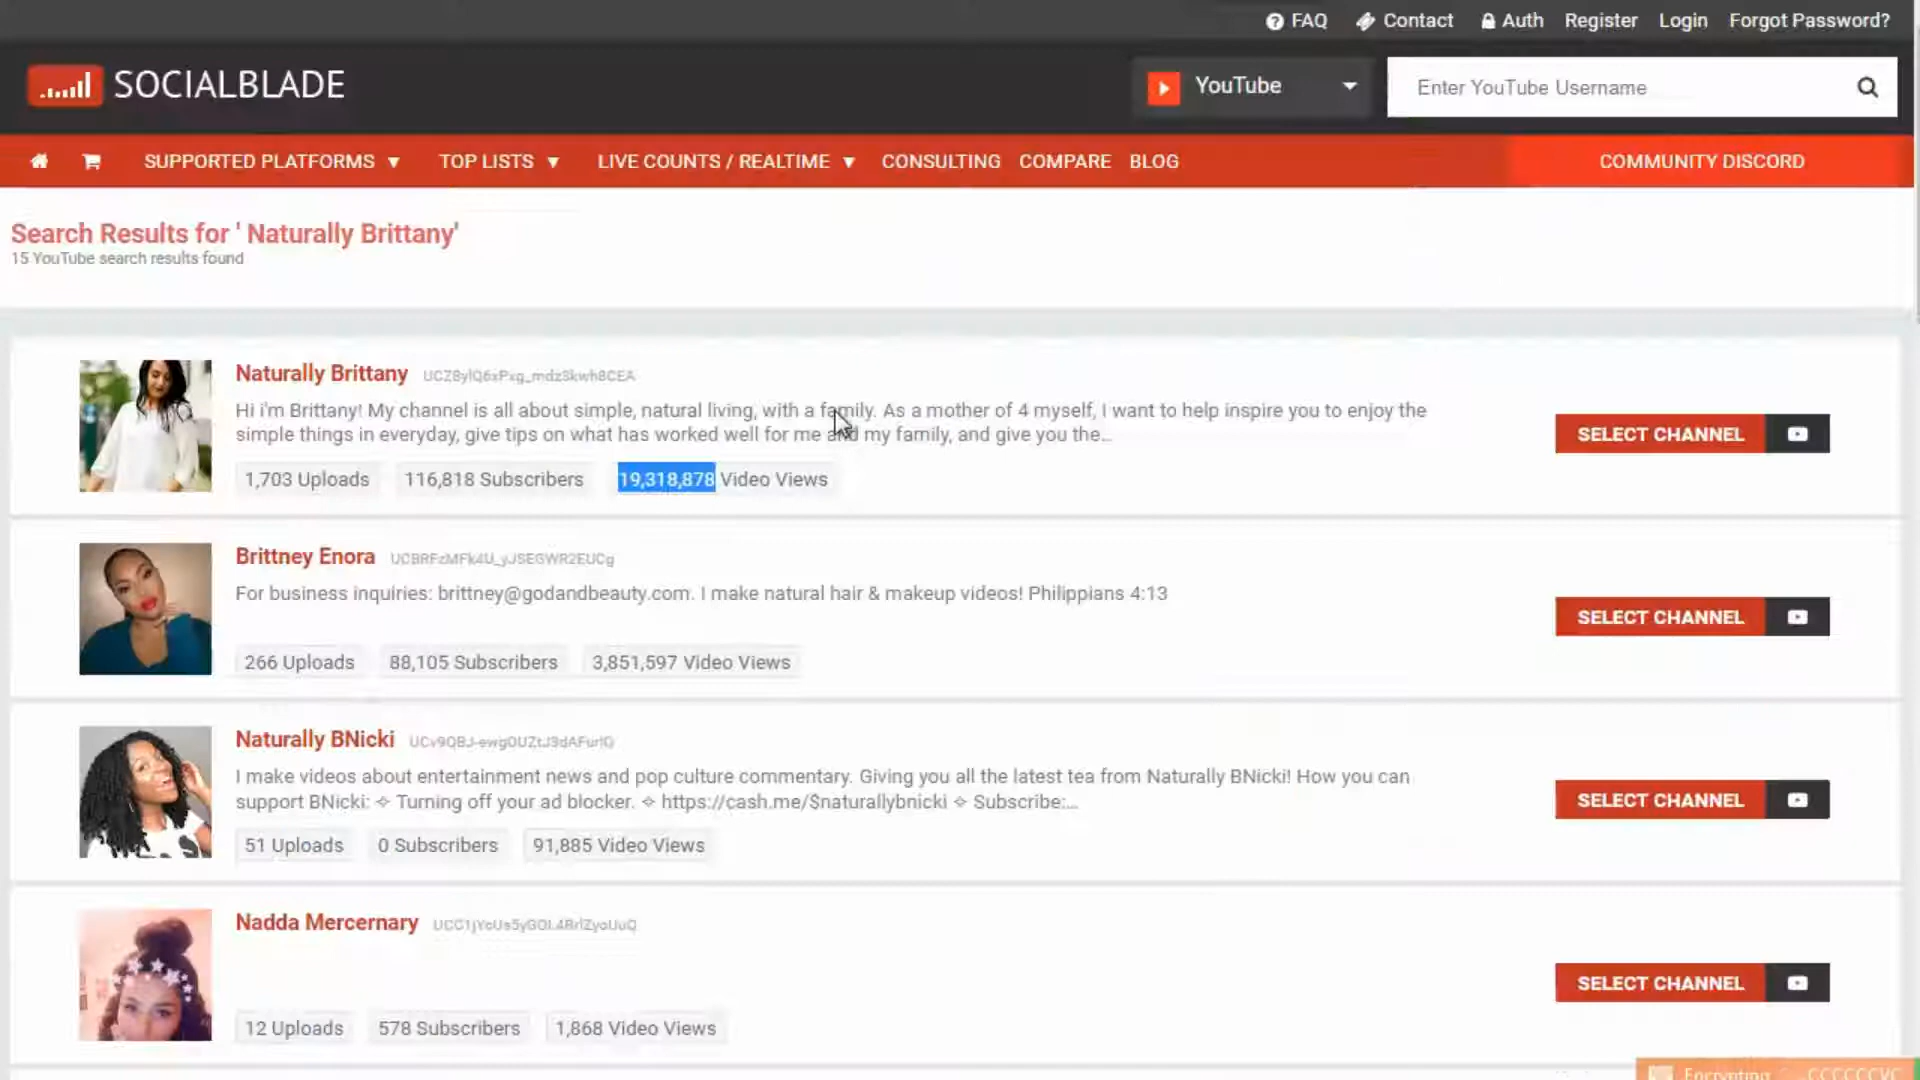 FAQ Contact Auth Register Login Forgot Password?
SOCIALBLADE YouTube Enter YouTube Username
SUPPORTED PLATFORMS TOP LISTS LIVE COUNTS / REALTIME CONSULTING COMPARE BLOG COMMUNITY DISCORD
Search Results for ' Naturally Brittany'
15 YouTube search results found
Naturally Brittany
Hi i'm Brittany! My channel is all about simple, natural living, with a family. As a mother of 4 myself, I want to help inspire you to enjoy the
simple things in everyday, give tips on what has worked well for me and my family, and give you the...
SELECT CHANNEL
1,703 Uploads 116,818 Subscribers 19,318,878 Video Views
Brittney Enora
For business inquiries: brittney@godandbeauty.com. I make natural hair & makeup videos! Philippians 4:13
SELECT CHANNEL
266 Uploads 88,105 Subscribers 3,851,597 Video Views
Naturally BNicki
I make videos about entertainment news and pop culture commentary. Giving you all the latest tea from Naturally BNicki! How you can
support BNicki: ✧ Turning off your ad blocker. ✧ https://cash.me/$naturallybnicki ✧ Subscribe:...
SELECT CHANNEL
51 Uploads 0 Subscribers 91,885 Video Views
Nadda Mercernary
SELECT CHANNEL
12 Uploads 578 Subscribers 1,868 Video Views